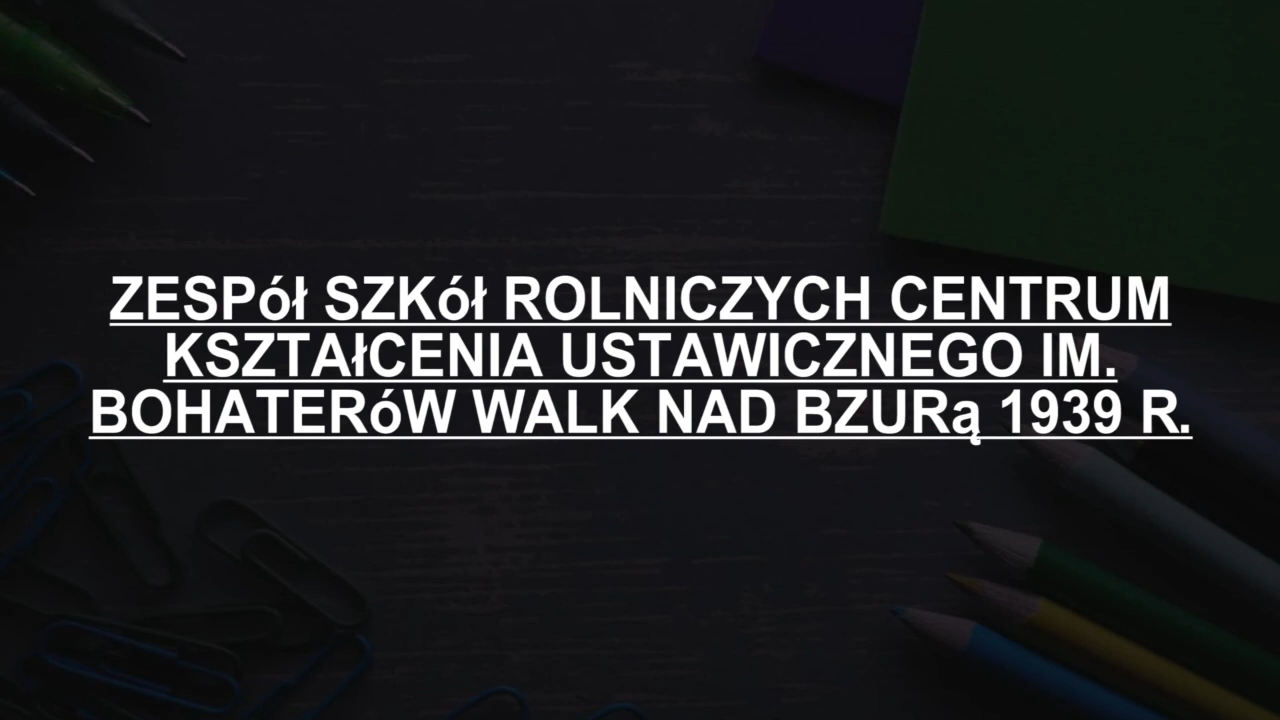 ZESPół SZKół ROLNICZYCH CENTRUM
KSZTAłCENIA USTAWICZNEGO IM.
BOHATERóW WALK NAD BZURą 1939 R.